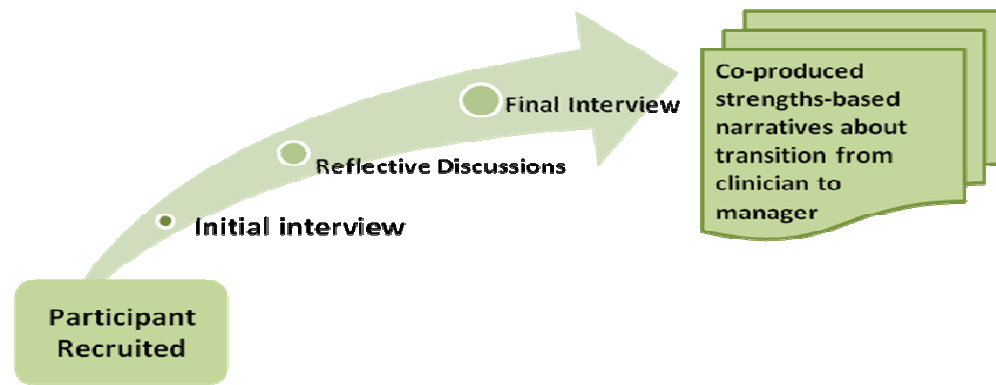 Participant
Recruited
Initial interview
Reflective Discussions
Final Interview
Co-produced
strengths-based
narratives about
transition from
clinician to
manager